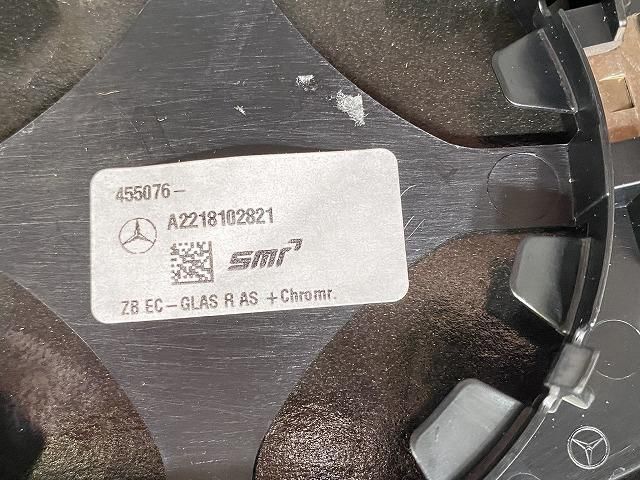 455076-
A2218102821
smr
ZB EC-GLAS R AS +Chromr.